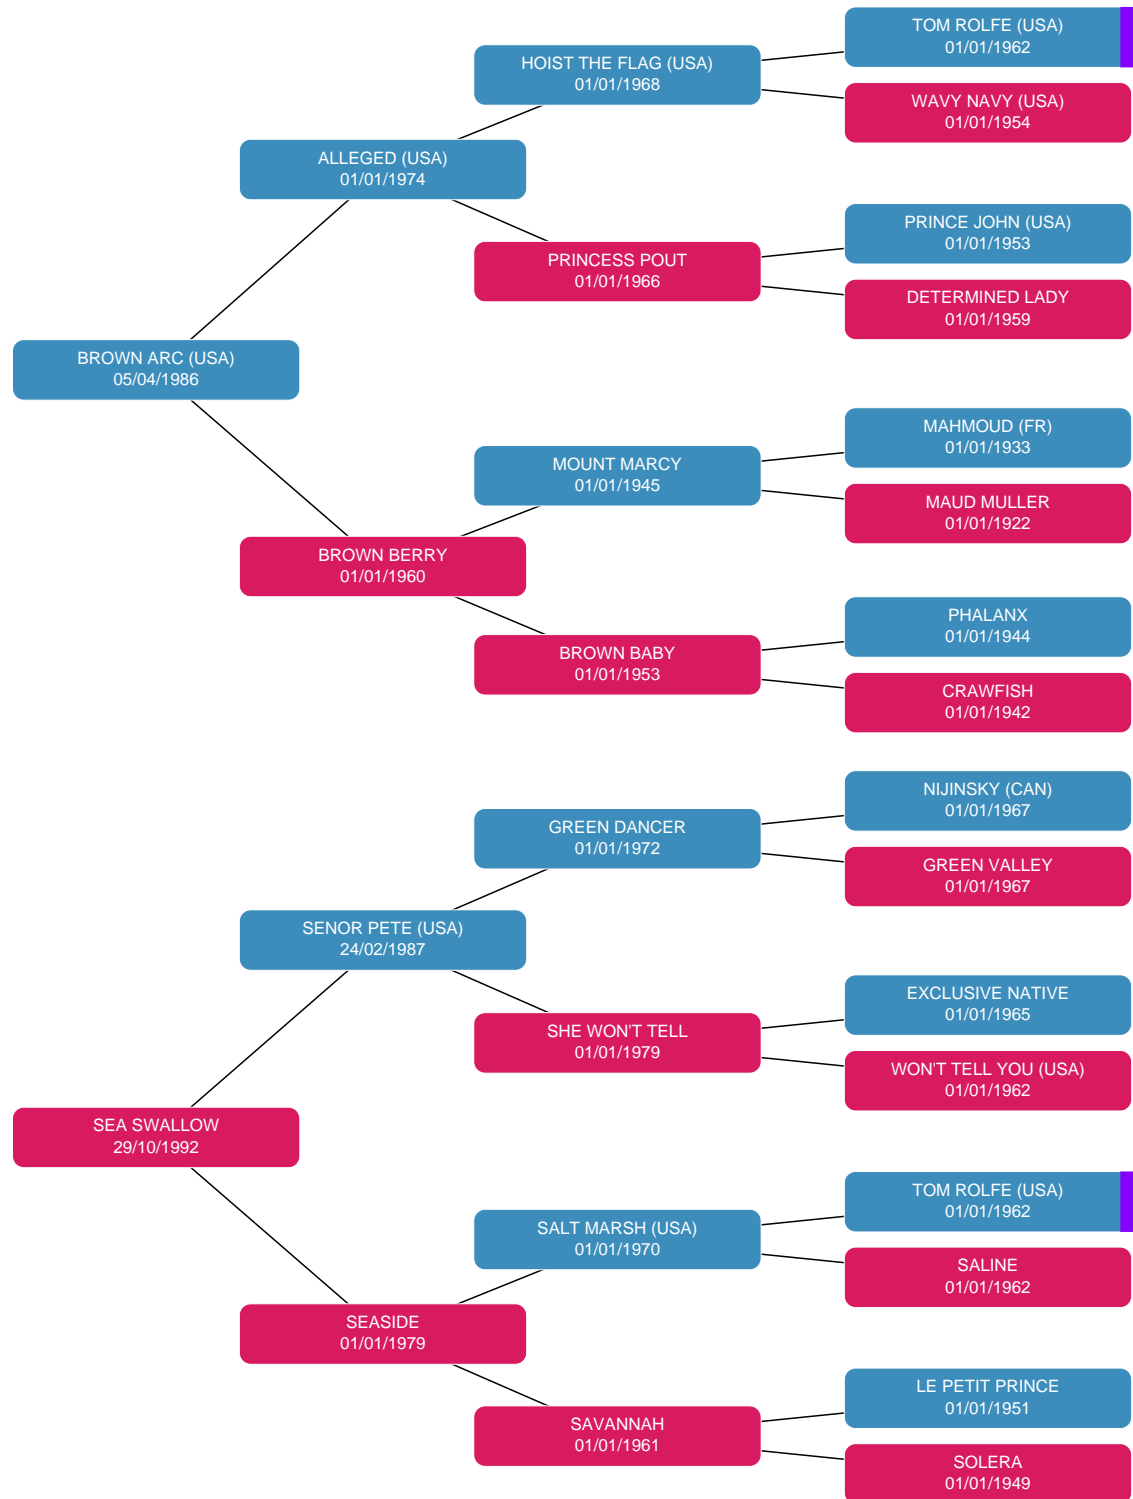 TOM ROLFE (USA)
01/01/1962
HOIST THE FLAG (USA)
01/01/1968
WAVY NAVY (USA)
01/01/1954
ALLEGED (USA)
01/01/1974
PRINCE JOHN (USA)
01/01/1953
PRINCESS POUT
01/01/1966
DETERMINED LADY
01/01/1959
BROWN ARC (USA)
05/04/1986
MAHMOUD (FR)
01/01/1933
MOUNT MARCY
01/01/1945
MAUD MULLER
01/01/1922
BROWN BERRY
01/01/1960
PHALANX
01/01/1944
BROWN BABY
01/01/1953
CRAWFISH
01/01/1942
NIJINSKY (CAN)
01/01/1967
GREEN DANCER
01/01/1972
GREEN VALLEY
01/01/1967
SENOR PETE (USA)
24/02/1987
EXCLUSIVE NATIVE
01/01/1965
SHE WON'T TELL
01/01/1979
WON'T TELL YOU (USA)
01/01/1962
SEA SWALLOW
29/10/1992
TOM ROLFE (USA)
01/01/1962
SALT MARSH (USA)
01/01/1970
SALINE
01/01/1962
SEASIDE
01/01/1979
LE PETIT PRINCE
01/01/1951
SAVANNAH
01/01/1961
SOLERA
01/01/1949